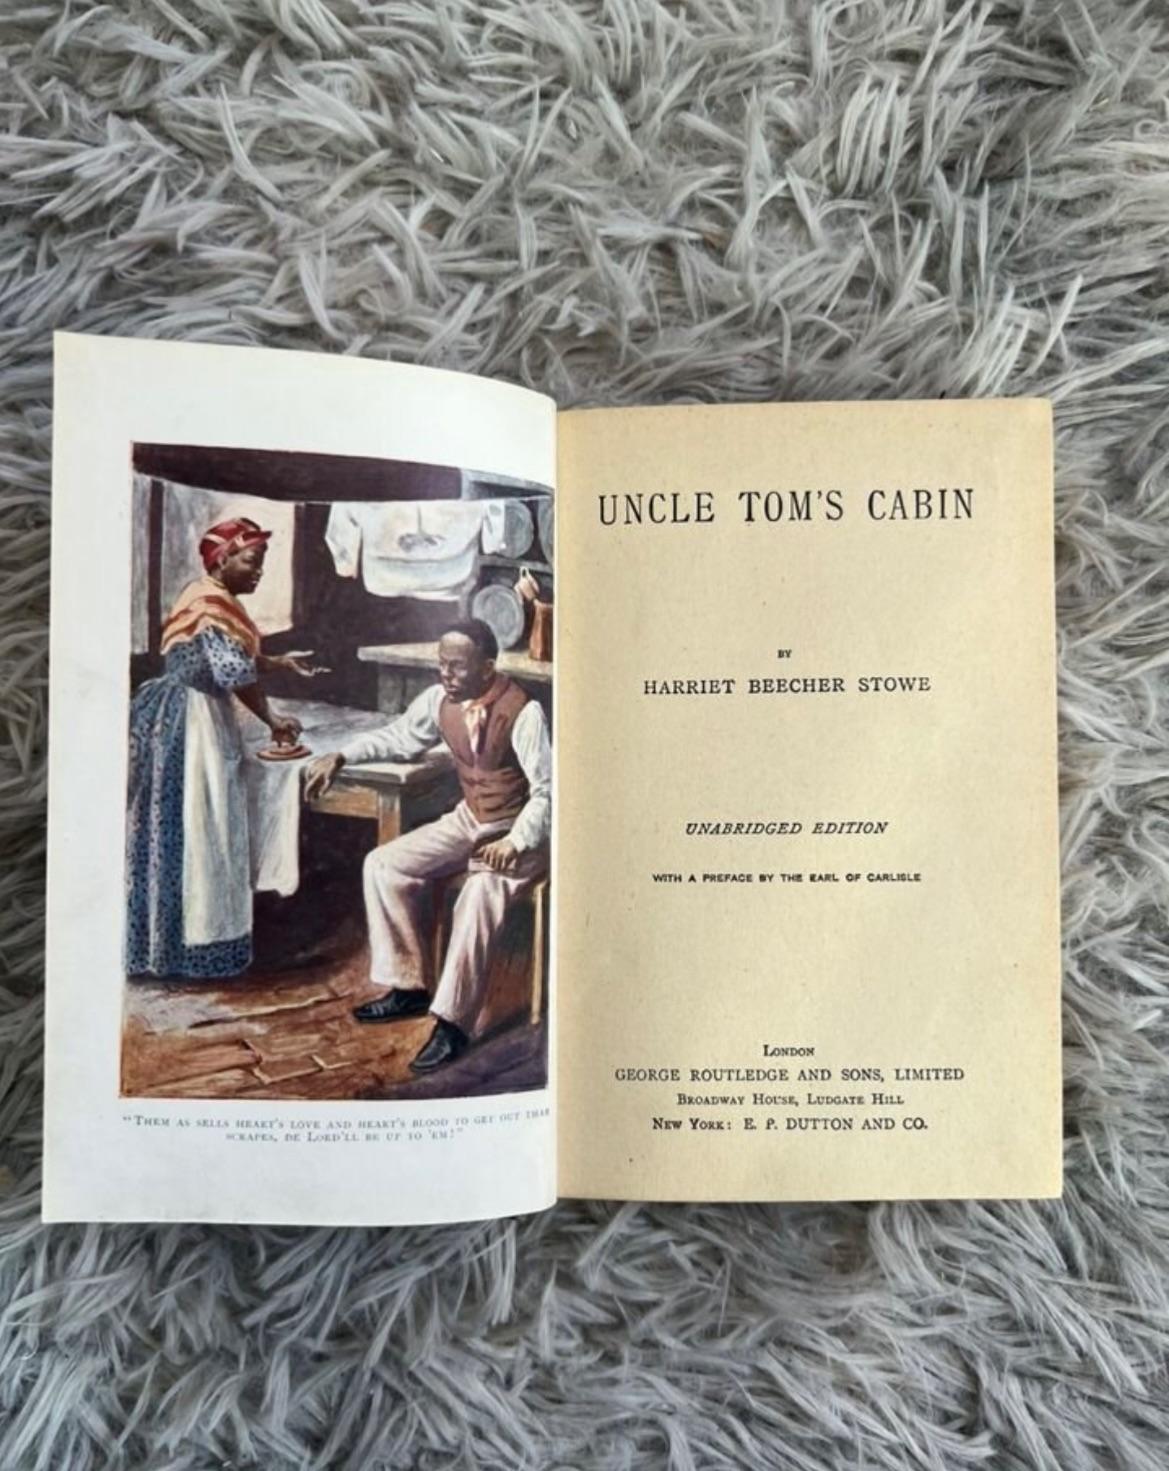 "THEM AS SELLS HEART'S LOVE AND HEART'S BLOOD TO GET OUT THAR
SCRAPES, DE LORD'LL BE UP TO 'EM!"
UNCLE TOM'S CABIN
BY
HARRIET BEECHER STOWE
UNABRIDGED EDITION
WITH A PREFACE BY THE EARL OF CARLISLE
LONDON
GEORGE ROUTLEDGE AND SONS, LIMITED
BROADWAY HOUSE, LUDGATE HILL
NEW YORK: E. P. DUTTON AND CO.